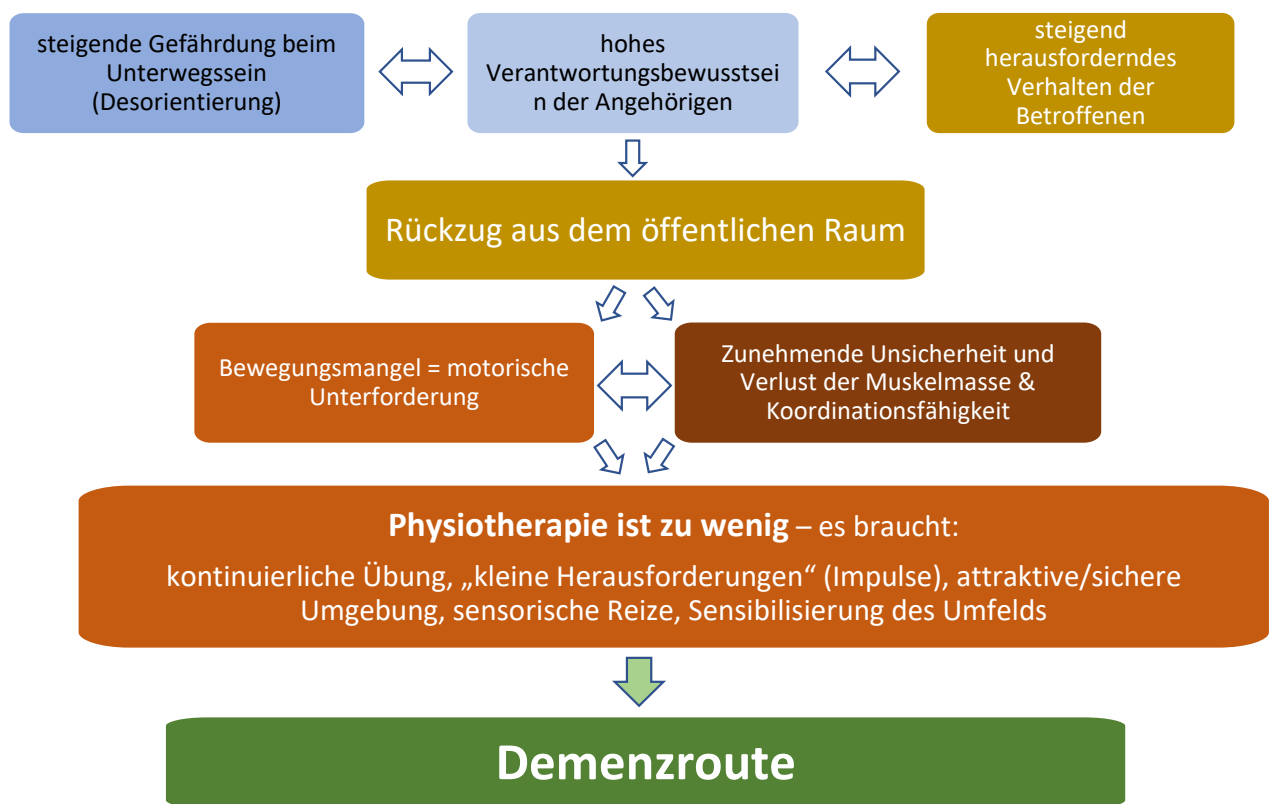 steigende Gefährdung beim
Unterwegssein
(Desorientierung)
hohes
Verantwortungsbewusstsei
n der Angehörigen
steigend
herausforderndes
Verhalten der
Betroffenen
Rückzug aus dem öffentlichen Raum
Bewegungsmangel = motorische
Unterforderung
Zunehmende Unsicherheit und
Verlust der Muskelmasse &
Koordinationsfähigkeit
Physiotherapie ist zu wenig – es braucht:
kontinuierliche Übung, „kleine Herausforderungen“ (Impulse), attraktive/sichere
Umgebung, sensorische Reize, Sensibilisierung des Umfelds
Demenzroute